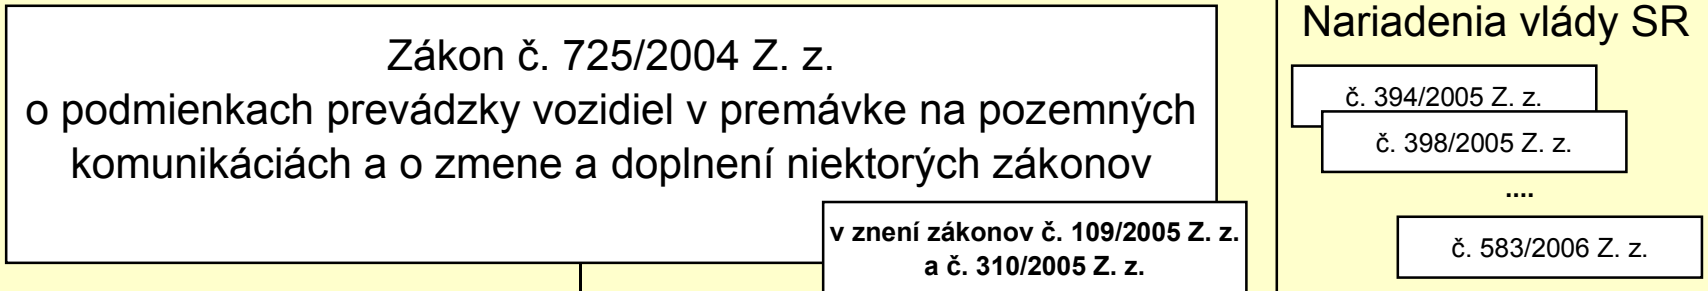 Zákon č. 725/2004 Z. z.
o podmienkach prevádzky vozidiel v premávke na pozemných
komunikáciách a o zmene a doplnení niektorých zákonov
v znení zákonov č. 109/2005 Z. z.
a č. 310/2005 Z. z.
Nariadenia vlády SR
č. 394/2005 Z. z.
č. 398/2005 Z. z.
....
č. 583/2006 Z. z.